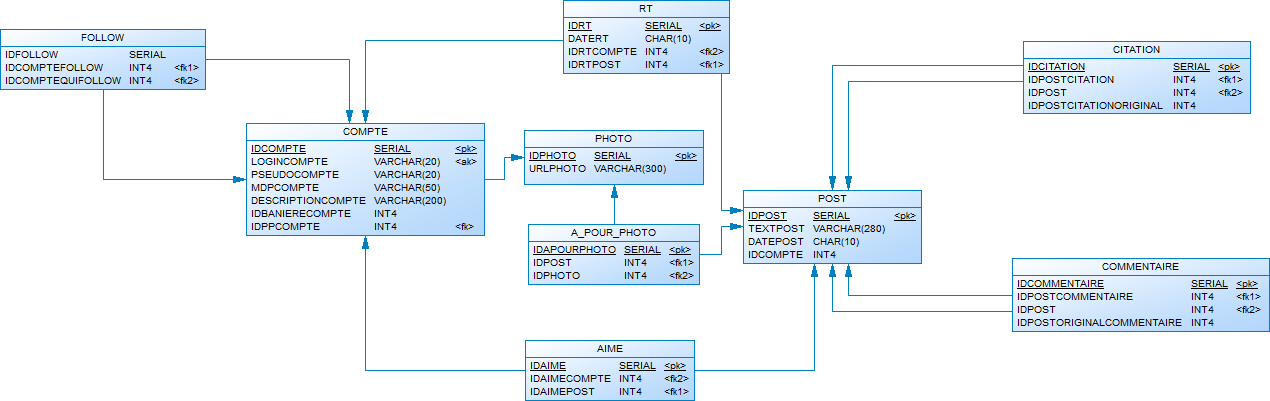 RT
IDRT SERIAL <pk>
DATERT CHAR(10)
IDRTCOMPTE INT4 <fk2>
IDRTPOST INT4 <fk1>
FOLLOW
IDFOLLOW SERIAL
IDCOMPTEFOLLOW INT4 <fk1>
IDCOMPTEQUIFOLLOW INT4 <fk2>
CITATION
IDCITATION SERIAL <pk>
IDPOSTCITATION INT4 <fk1>
IDPOST INT4 <fk2>
IDPOSTCITATIONORIGINAL INT4
COMPTE
IDCOMPTE SERIAL <pk>
LOGINCOMPTE VARCHAR(20) <ak>
PSEUDOCOMPTE VARCHAR(20)
MDPCOMPTE VARCHAR(50)
DESCRIPTIONCOMPTE VARCHAR(200)
IDBANIERECOMPTE INT4
IDPPCOMPTE INT4 <fk>
PHOTO
IDPHOTO SERIAL <pk>
URLPHOTO VARCHAR(300)
POST
IDPOST SERIAL <pk>
TEXTPOST VARCHAR(280)
DATEPOST CHAR(10)
IDCOMPTE INT4
A_POUR_PHOTO
IDAPOURPHOTO SERIAL <pk>
IDPOST INT4 <fk1>
IDPHOTO INT4 <fk2>
COMMENTAIRE
IDCOMMENTAIRE SERIAL <pk>
IDPOSTCOMMENTAIRE INT4 <fk1>
IDPOST INT4 <fk2>
IDPOSTORIGINALCOMMENTAIRE INT4
AIME
IDAIME SERIAL <pk>
IDAIMECOMPTE INT4 <fk2>
IDAIMEPOST INT4 <fk1>